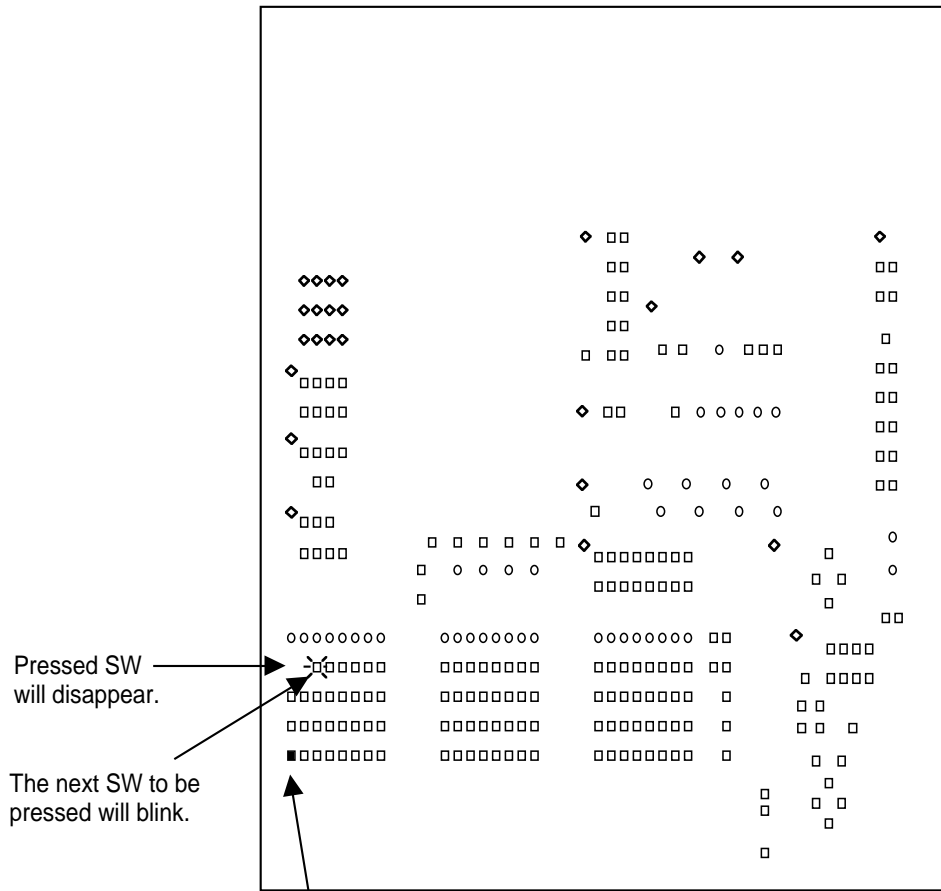 Pressed SW
will disappear.
The next SW to be
pressed will blink.